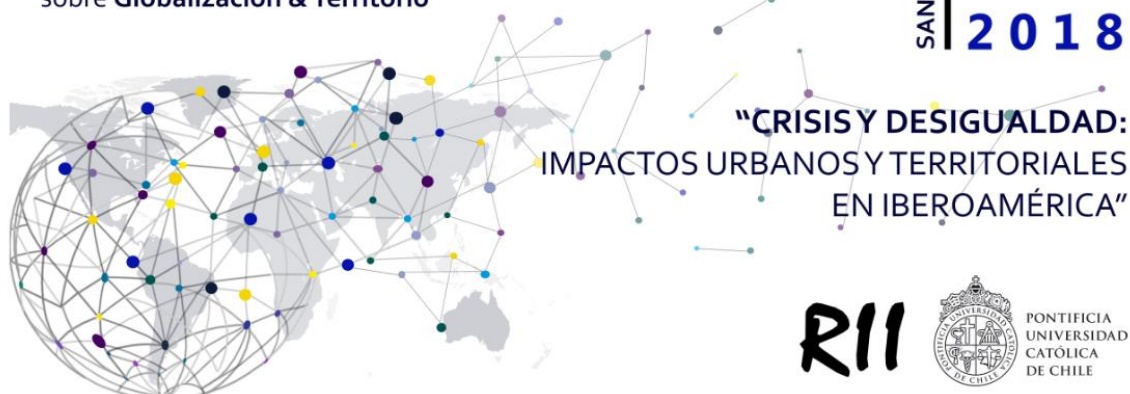 sobre Globalización & Territorio
SAN
2018
"CRISIS Y DESIGUALDAD:
IMPACTOS URBANOS Y TERRITORIALES
EN IBEROAMÉRICA"
RII
PONTIFICIA
UNIVERSIDAD
CATÓLICA
DE CHILE